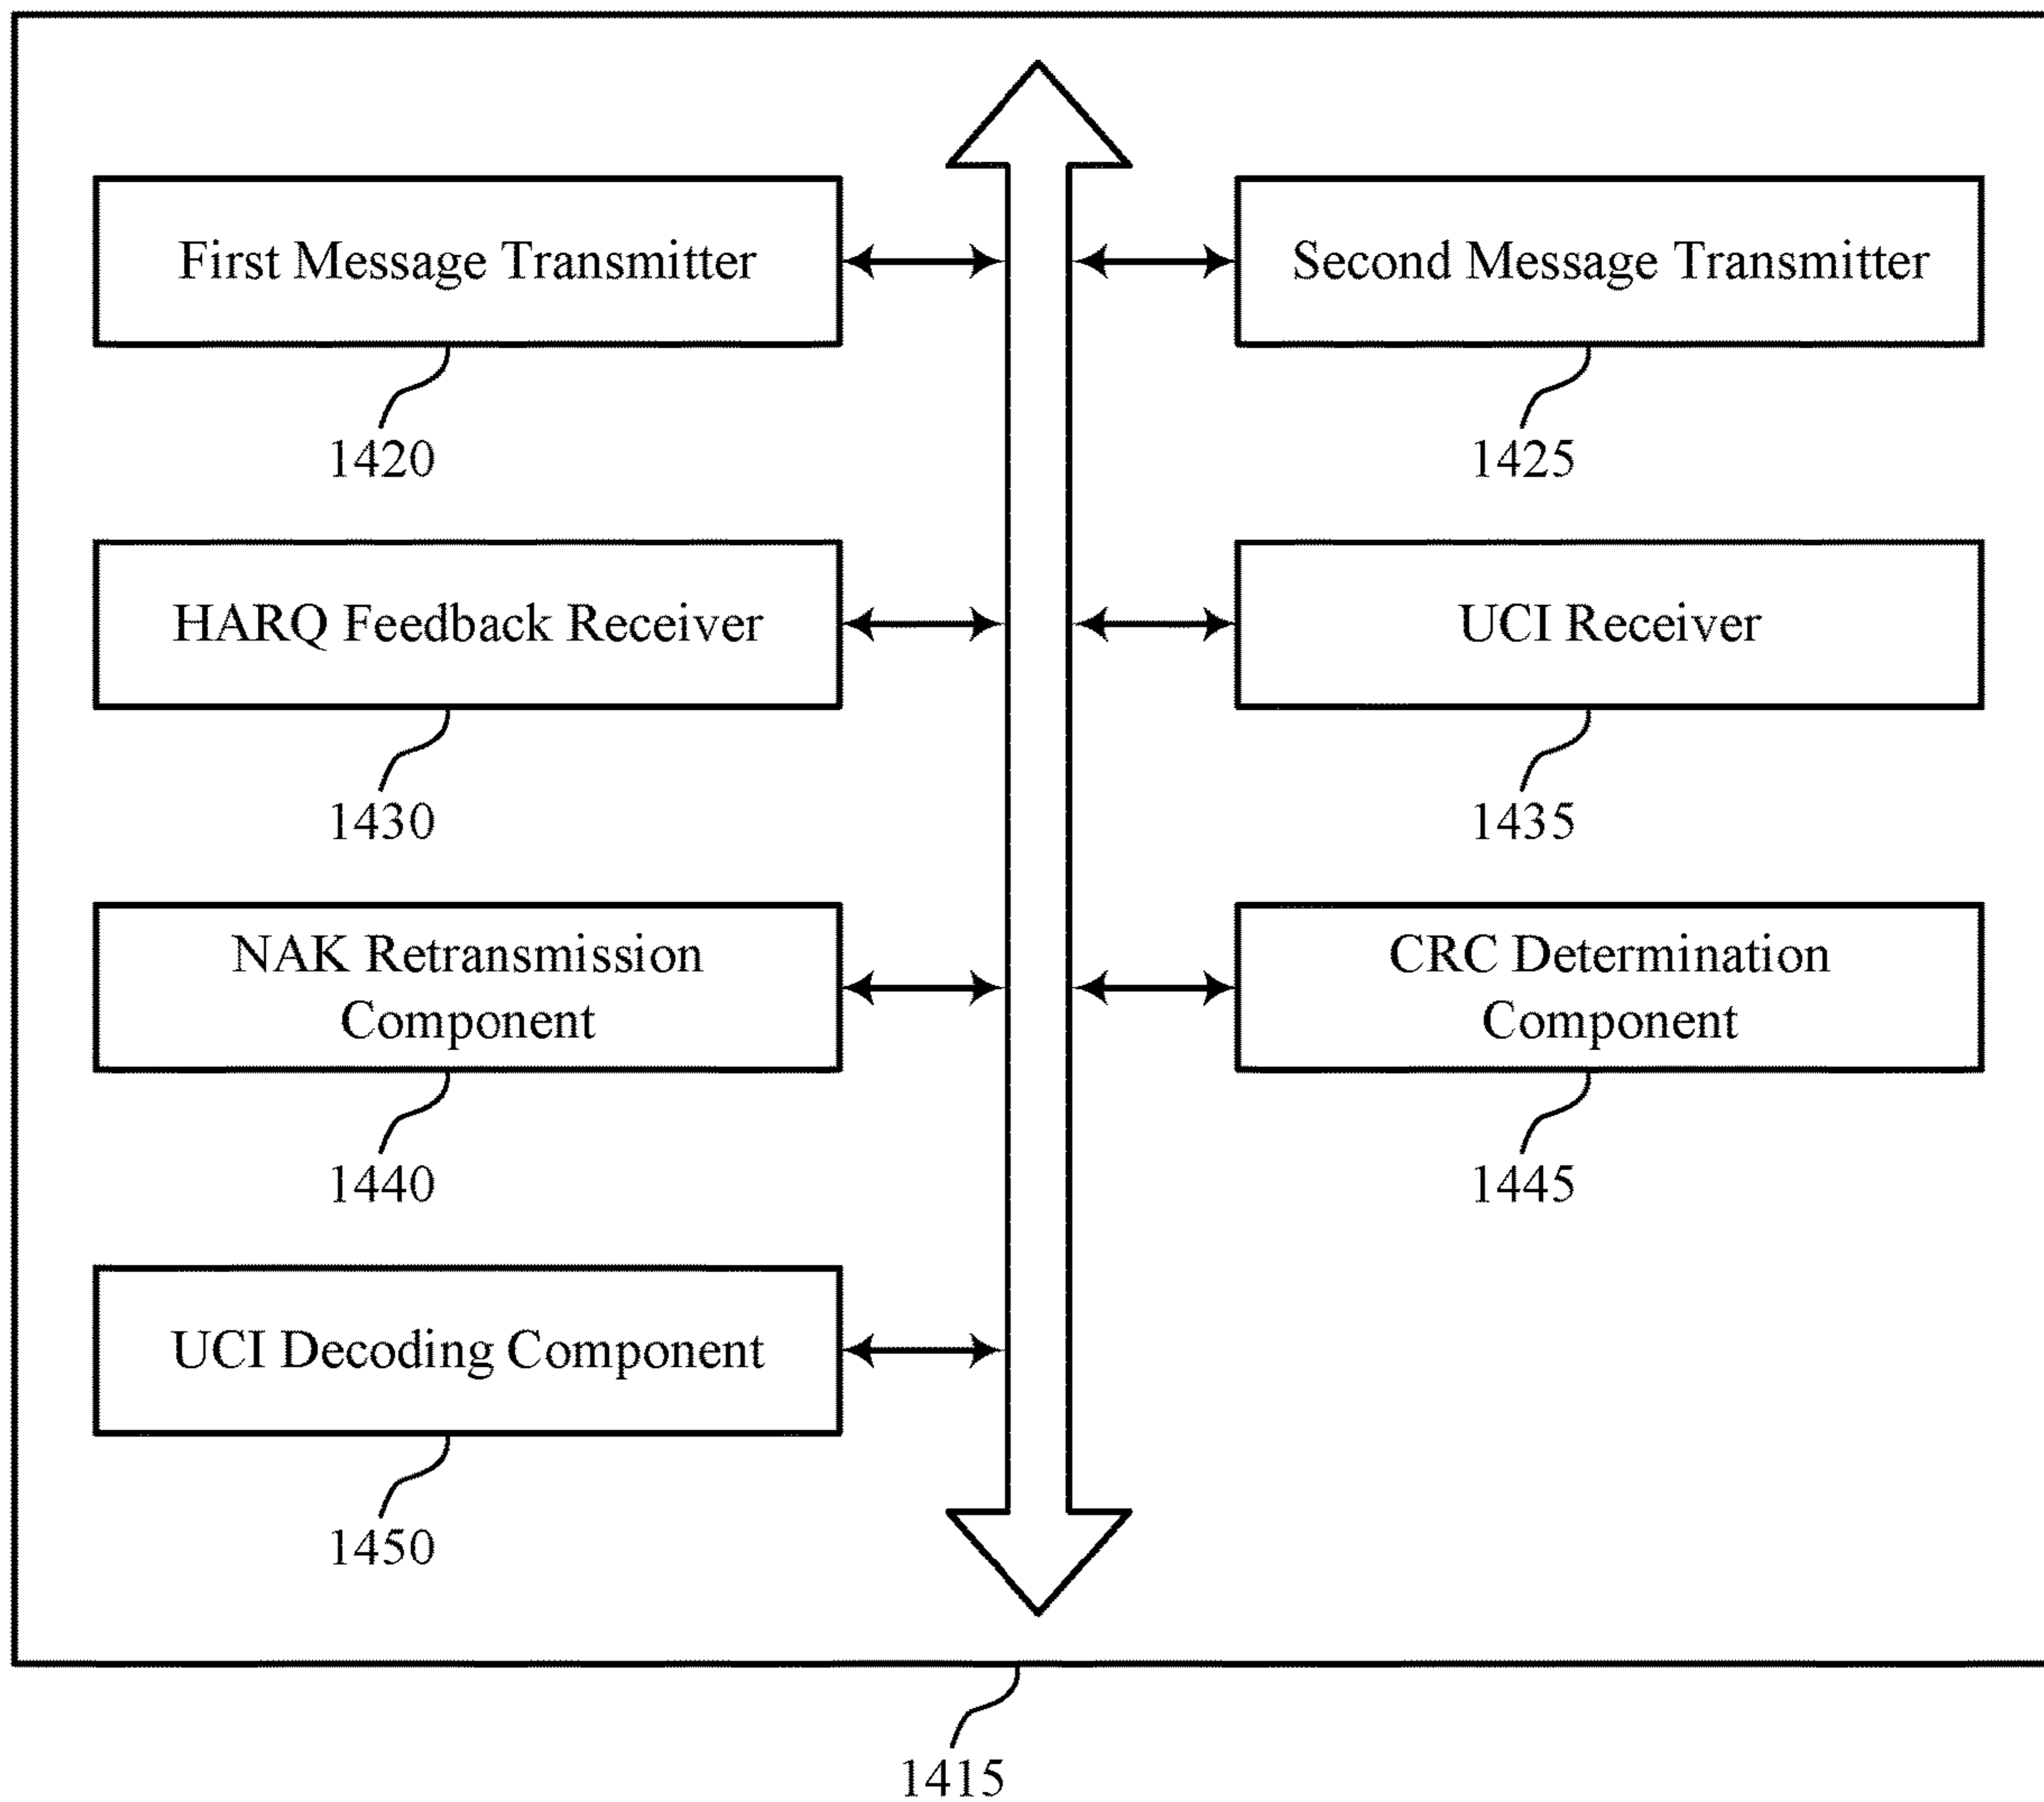 First Message Transmitter
1420
Second Message Transmitter
1425
HARQ Feedback Receiver
1430
UCI Receiver
1435
NAK Retransmission
Component
1440
CRC Determination
Component
1445
UCI Decoding Component
1450
1415